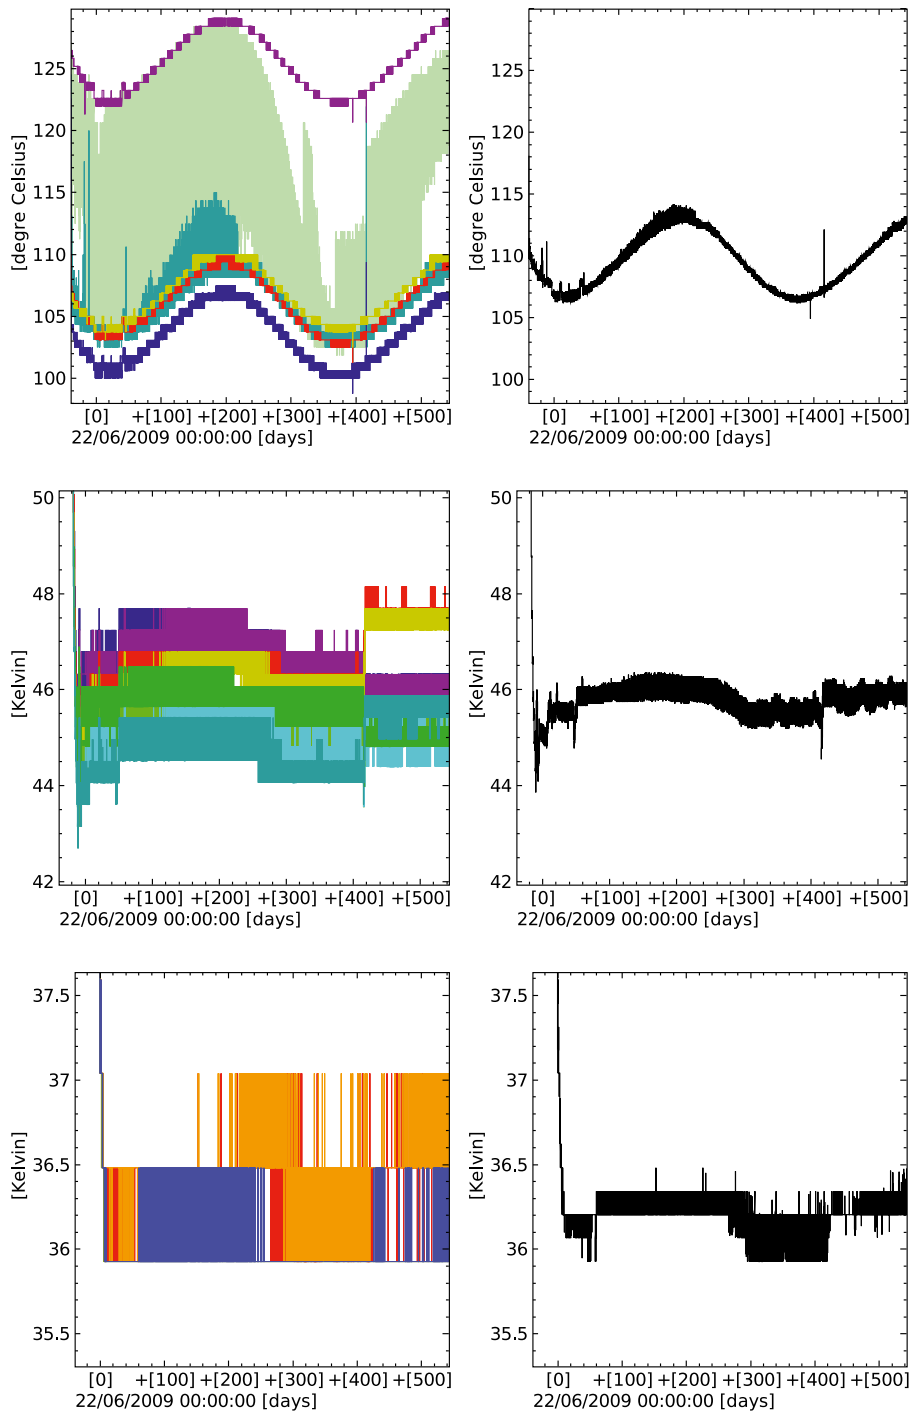 125
120
115
110
105
100
[degre Celsius]
[0] +[100] +[200] +[300] +[400] +[500]
22/06/2009 00:00:00 [days]
125
120
115
110
105
100
[degre Celsius]
[0] +[100] +[200] +[300] +[400] +[500]
22/06/2009 00:00:00 [days]
50
48
46
44
42
[Kelvin]
[0] +[100] +[200] +[300] +[400] +[500]
22/06/2009 00:00:00 [days]
50
48
46
44
42
[Kelvin]
[0] +[100] +[200] +[300] +[400] +[500]
22/06/2009 00:00:00 [days]
37.5
37
36.5
36
35.5
[Kelvin]
[0] +[100] +[200] +[300] +[400] +[500]
22/06/2009 00:00:00 [days]
37.5
37
36.5
36
35.5
[Kelvin]
[0] +[100] +[200] +[300] +[400] +[500]
22/06/2009 00:00:00 [days]